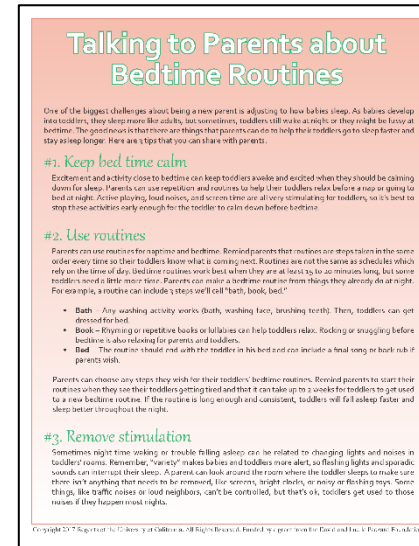 Talking to Parents about
Bedtime Routines
One of the biggest challenges about being a new parent is adjusting to how babies sleep. As babies develop
into toddlers, they sleep more like adults, but sometimes, toddlers still wake at night or they might be fussy at
bedtime. The good news is that there are things that parents can do to help their toddlers go to sleep faster and
stay asleep longer. Here are 3 tips that you can share with parents.
#1. Keep bed time calm
Excitement and activity close to bedtime can keep toddlers awake and excited when they should be calming
down for sleep. Parents can use repetition and routines to help their toddlers relax before a nap or going to
bed at night. Active playing, loud noises, and screen time are all very stimulating for toddlers, so it's best to
stop these activities early enough for the toddler to calm down before bedtime.
#2. Use routines
Parents can use routines for naptime and bedtime. Remind parents that routines are steps taken in the same
order every time so their toddlers know what is coming next. Routines are not the same as schedules which
rely on the time of day. Bedtime routines work best when they are at least 15 to 20 minutes long, but some
toddlers need a little more time. Parents can make a bedtime routine from things they already do at night.
For example, a routine can include 3 steps we'll call "bath, book, bed."
• Bath – Any washing activity works (bath, washing face, brushing teeth). Then, toddlers can get
dressed for bed.
• Book – Rhyming or repetitive books or lullabies can help toddlers relax. Rocking or snuggling before
bedtime is also relaxing for parents and toddlers.
• Bed – The routine should end with the toddler in his bed and can include a final song or back rub if
parents wish.
Parents can choose any steps they wish for their toddlers' bedtime routines. Remind parents to start their
routines when they see their toddlers getting tired and that it can take up to 2 weeks for toddlers to get used
to a new bedtime routine. If the routine is long enough and consistent, toddlers will fall asleep faster and
sleep better throughout the night.
#3. Remove stimulation
Sometimes night time waking or trouble falling asleep can be related to changing lights and noises in
toddlers' rooms. Remember, "variety" makes babies and toddlers more alert, so flashing lights and sporadic
sounds can interrupt their sleep. A parent can look around the room where the toddler sleeps to make sure
there isn't anything that needs to be removed, like screens, bright clocks, or noisy or flashing toys. Some
things, like traffic noises or loud neighbors, can't be controlled, but that's ok, toddlers get used to those
noises if they happen most nights.
Copyright 2017 Regents of the University of California. All Rights Reserved. Funded by a grant from the David and Lucile Packard Foundation